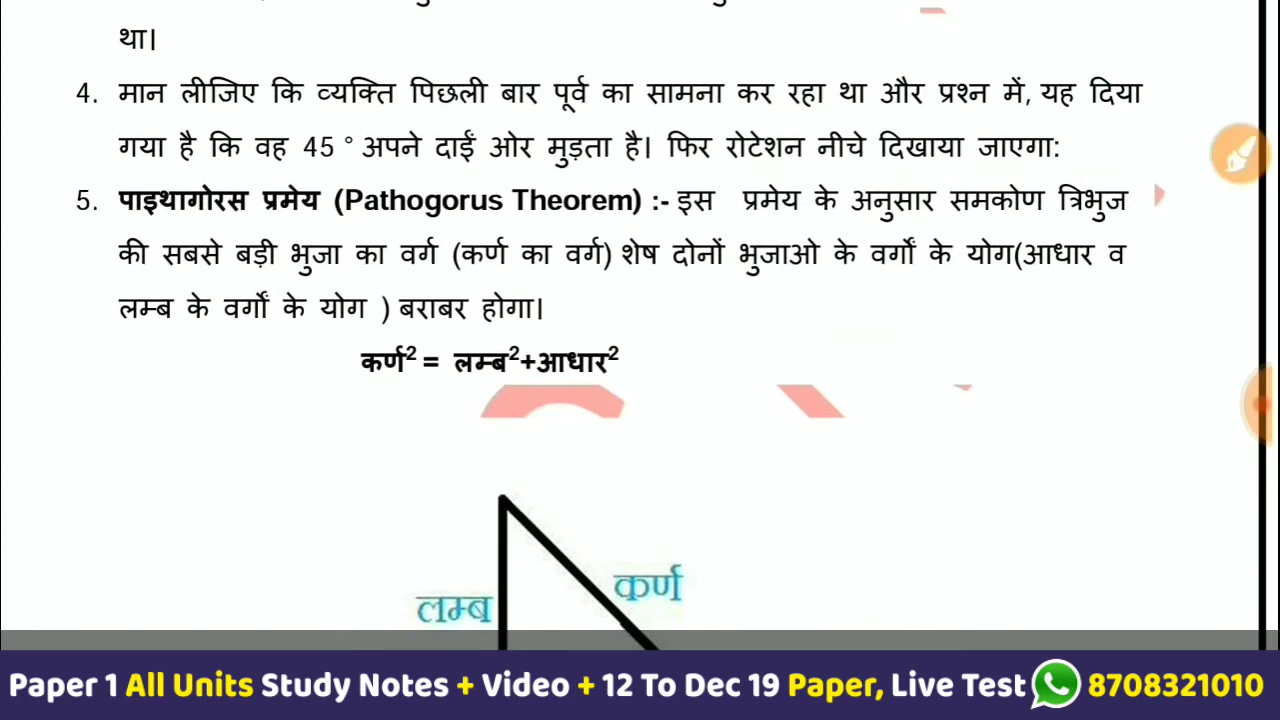 था।
4. मान लीजिए कि व्यक्ति पिछली बार पूर्व का सामना कर रहा था और प्रश्न में, यह दिया
गया है कि वह 45 ° अपने दाईं ओर मुड़ता है। फिर रोटेशन नीचे दिखाया जाएगा:
5. पाइथागोरस प्रमेय (Pathogorus Theorem) :- इस प्रमेय के अनुसार समकोण त्रिभुज
की सबसे बड़ी भुजा का वर्ग (कर्ण का वर्ग) शेष दोनों भुजाओ के वर्गों के योग(आधार व
लम्ब के वर्गों के योग ) बराबर होगा।
कर्ण² = लम्ब²+आधार²
कर्ण
लम्ब
Paper 1 All Units Study Notes + Video + 12 To Dec 19 Paper, Live Test 8708321010